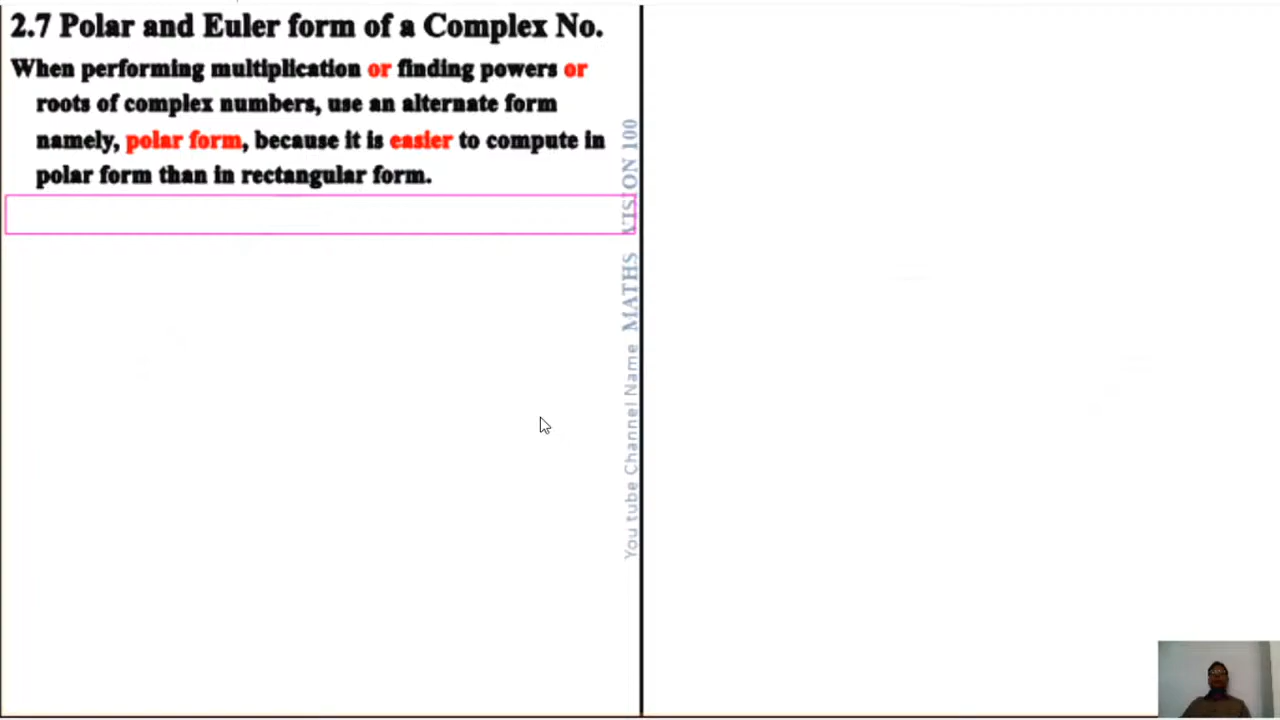 2.7 Polar and Euler form of a Complex No.
When performing multiplication or finding powers or
roots of complex numbers, use an alternate form
namely, polar form, because it is easier to compute in
polar form than in rectangular form.
You tube Channel Name MATHS VISION 100